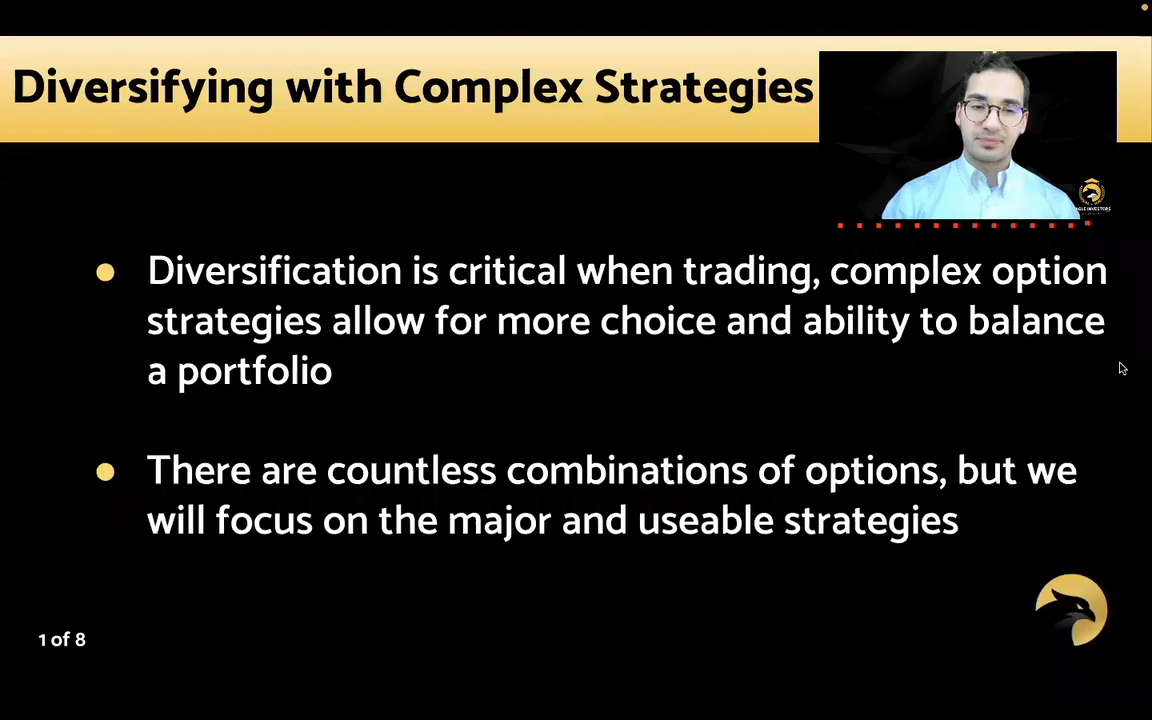 Diversifying with Complex Strategies
Diversification is critical when trading, complex option
strategies allow for more choice and ability to balance
a portfolio
There are countless combinations of options, but we
will focus on the major and useable strategies
1 of 8